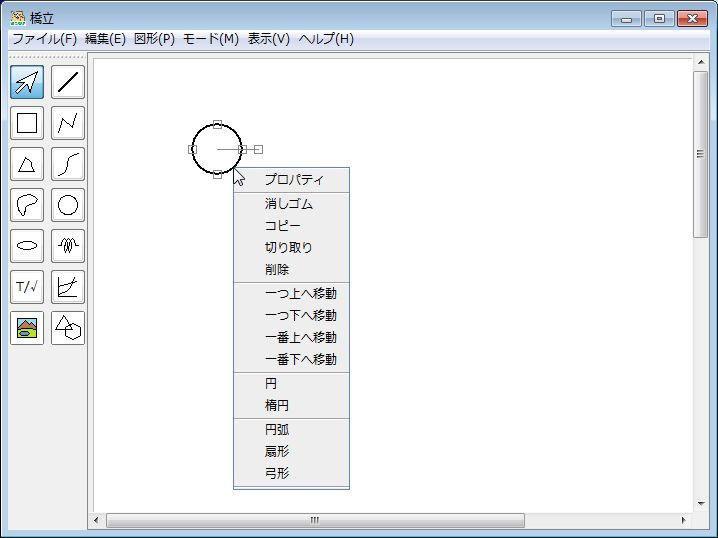 橋立
ファイル(F) 編集(E) 図形(P) モード(M) 表示(V) ヘルプ(H)
プロパティ
消しゴム
コピー
切り取り
削除
一つ上へ移動
一つ下へ移動
一番上へ移動
一番下へ移動
円
楕円
円弧
扇形
弓形
T/√